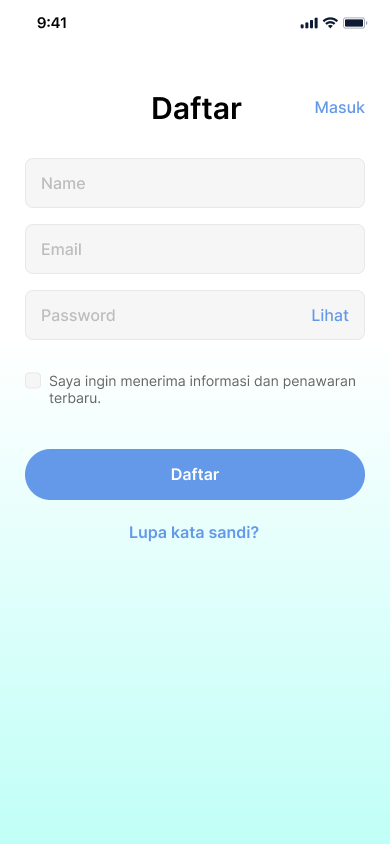 9:41
Daftar
Masuk
Name
Email
Password
Lihat
Saya ingin menerima informasi dan penawaran
terbaru.
Daftar
Lupa kata sandi?